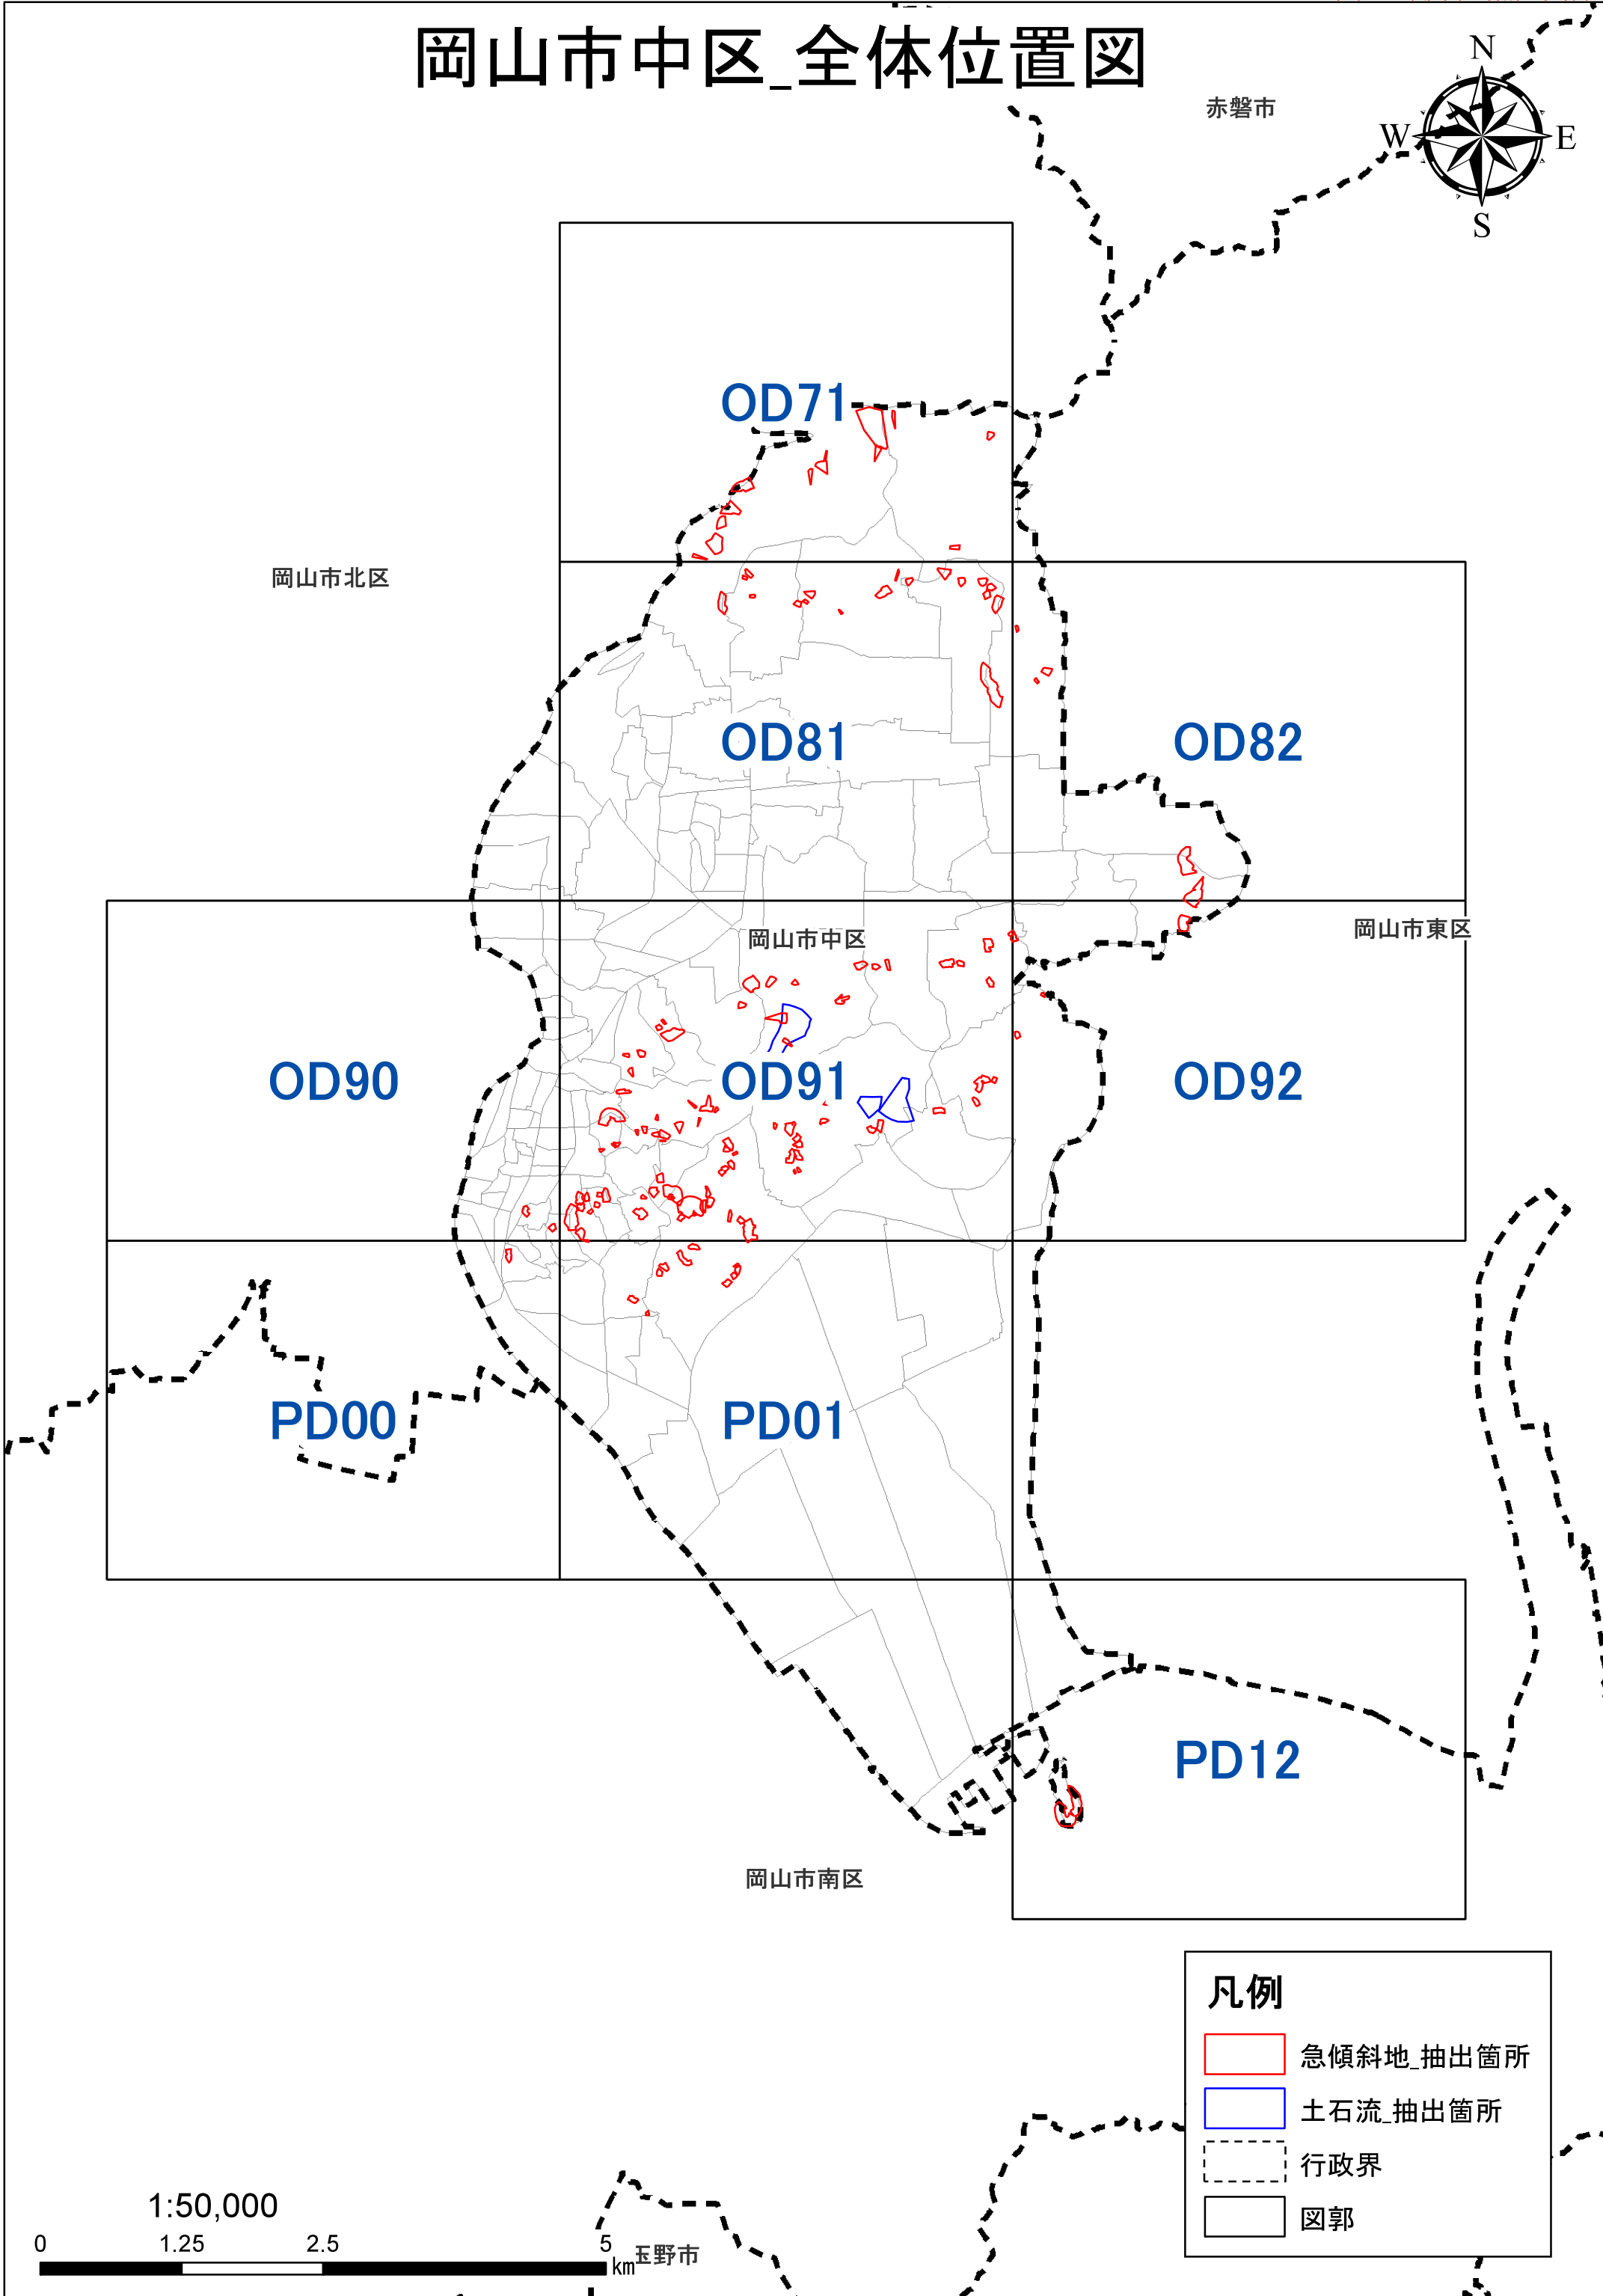 岡山市中区_全体位置図
N
赤磐市
W
E
S
OD71
岡山市北区
OD81
OD82
岡山市東区
岡山市中区
OD90
OD91
OD92
PD00
PD01
PD12
岡山市南区
凡例
急傾斜地_抽出箇所
土石流_抽出箇所
行政界
図郭
1:50,000
0 1.25 2.5 5
km
玉野市